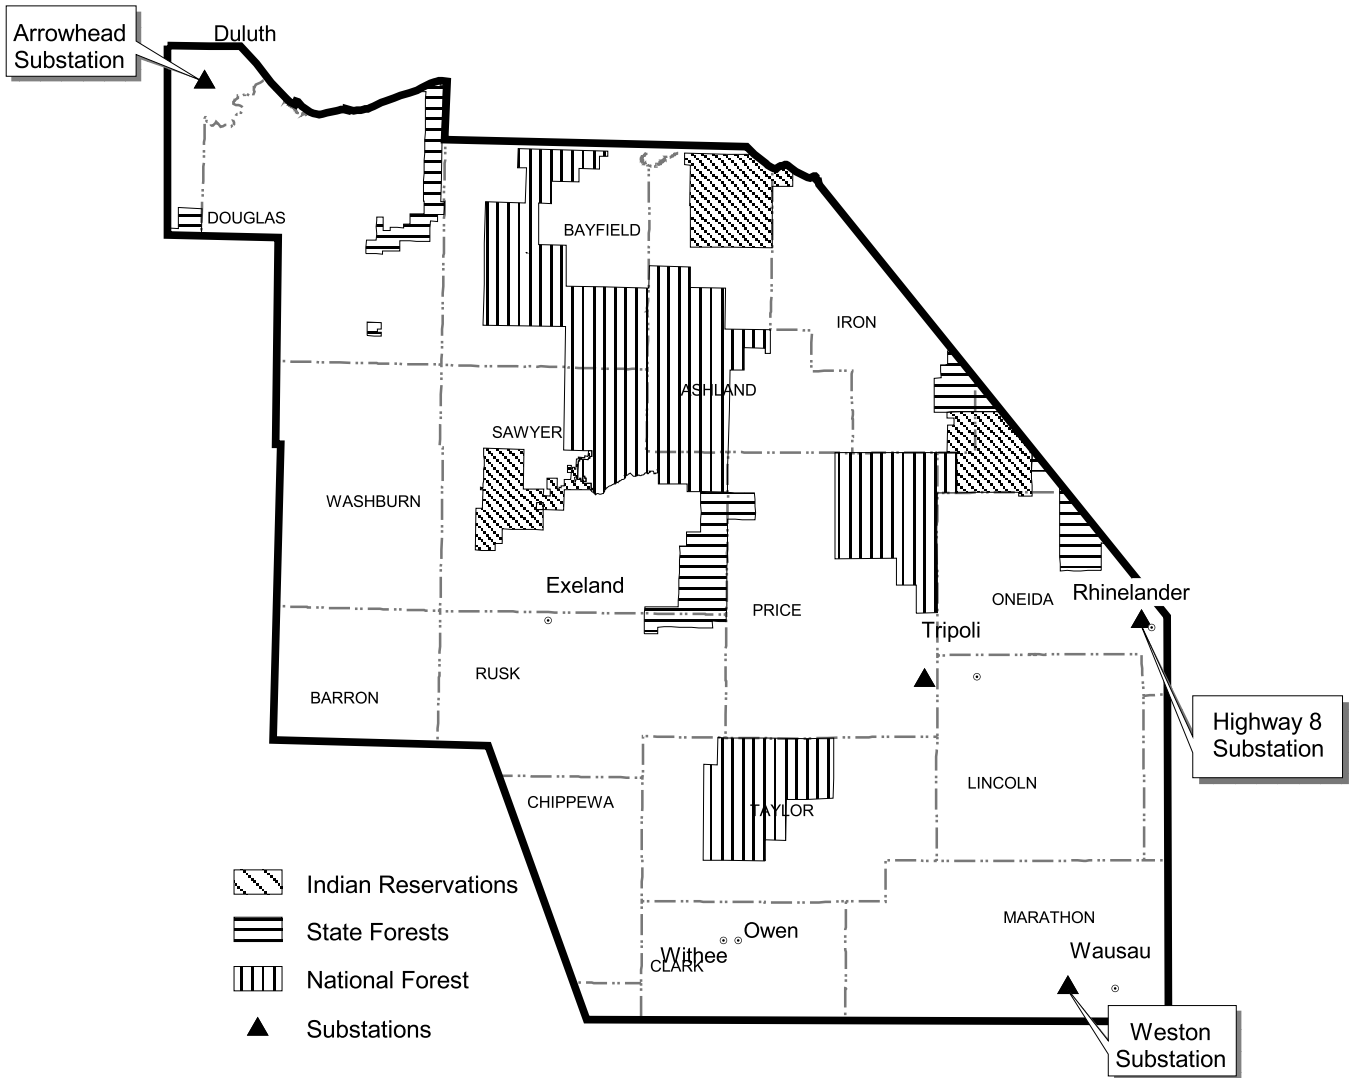 Duluth
Arrowhead
Substation
DOUGLAS
BAYFIELD
IRON
ASHLAND
SAWYER
WASHBURN
Exeland
Rhinelander
ONEIDA
PRICE
Tripoli
RUSK
BARRON
Highway 8
Substation
LINCOLN
CHIPPEWA
TAYLOR
Indian Reservations
State Forests
National Forest
Substations
MARATHON
Owen
Withee
CLARK
Wausau
Weston
Substation